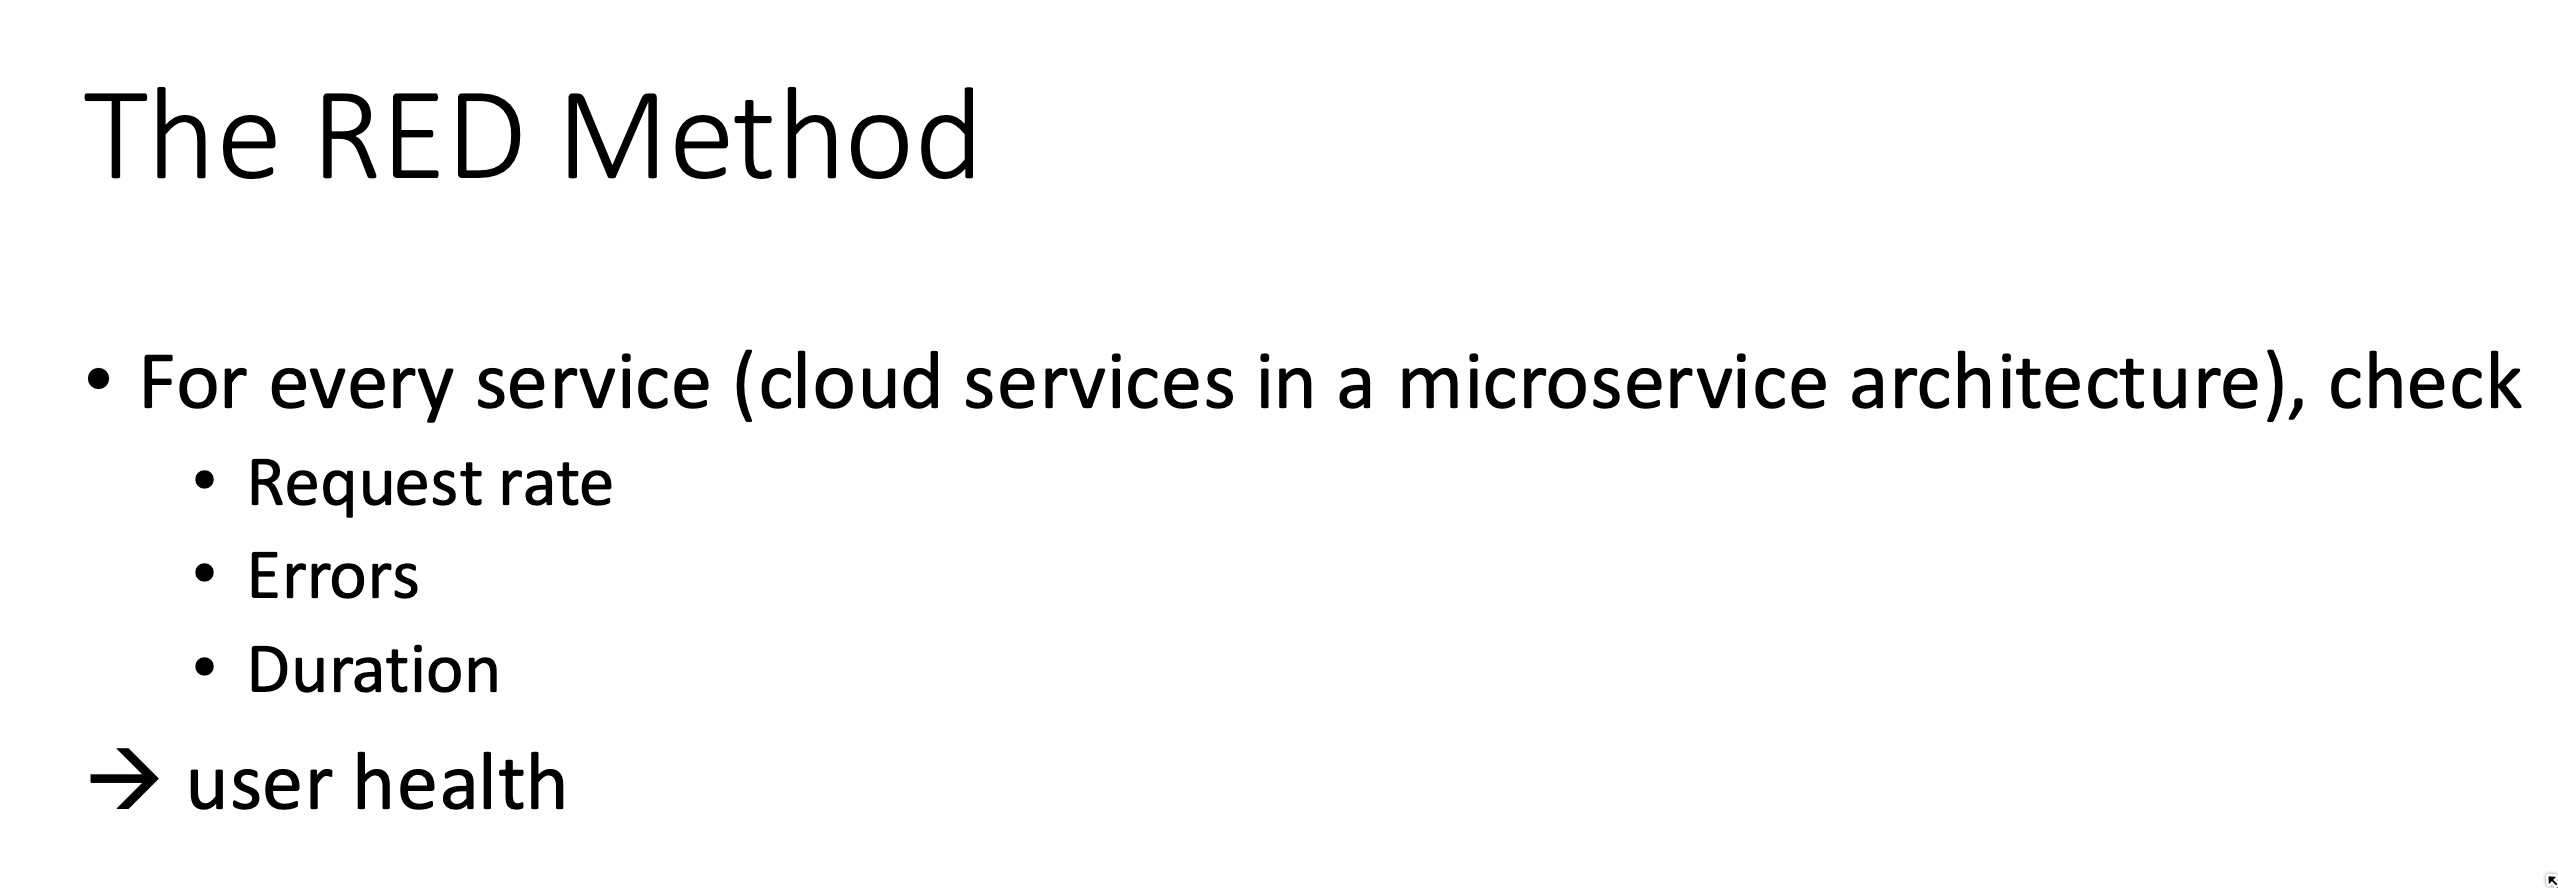 The RED Method
• For every service (cloud services in a microservice architecture), check
• Request rate
• Errors
• Duration
→ user health